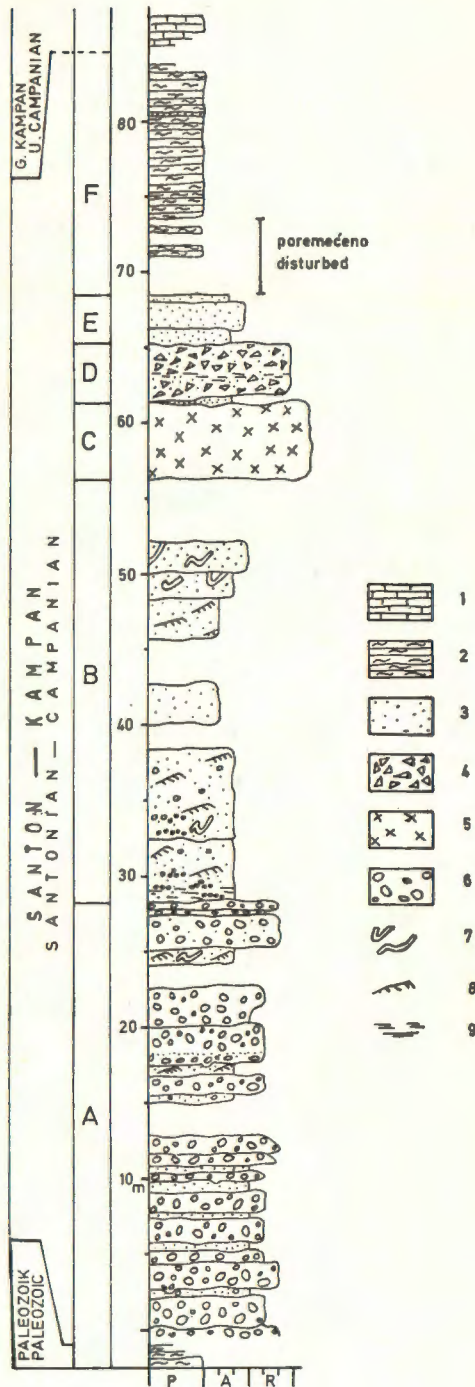 G. KAMPAN
U. CAMPANIAN
80
F
poremećeno
disturbed
70
E
D
60
C
50
1
2
B
SANTON — KAMPAN
SANTONIAN — CAMPANIAN
40
3
4
5
30
6
7
8
20
9
A
10
m
PALEOZOIK
PALEOZOIC
P
A
R